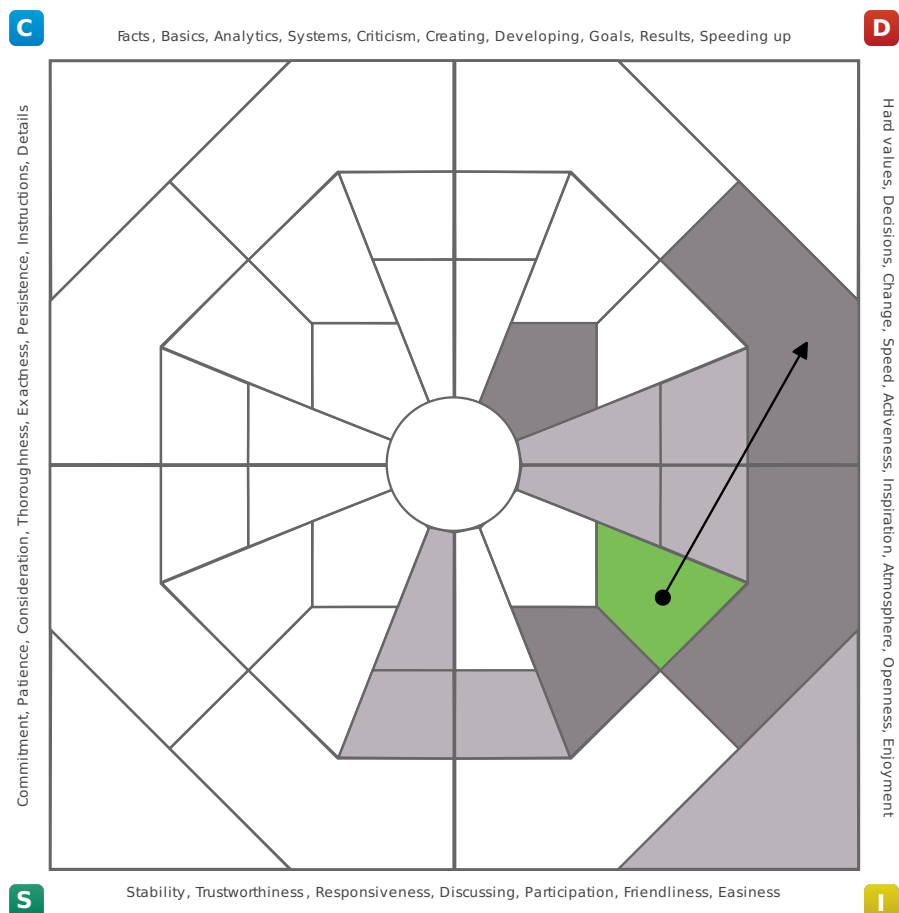 C
D
Facts, Basics, Analytics, Systems, Criticism, Creating, Developing, Goals, Results, Speeding up
Commitment, Patience, Consideration, Thoroughness, Exactness, Persistence, Instructions, Details
Hard values, Decisions, Change, Speed, Activeness, Inspiration, Atmosphere, Openness, Enjoyment
Stability, Trustworthiness, Responsiveness, Discussing, Participation, Friendliness, Easiness
S
I